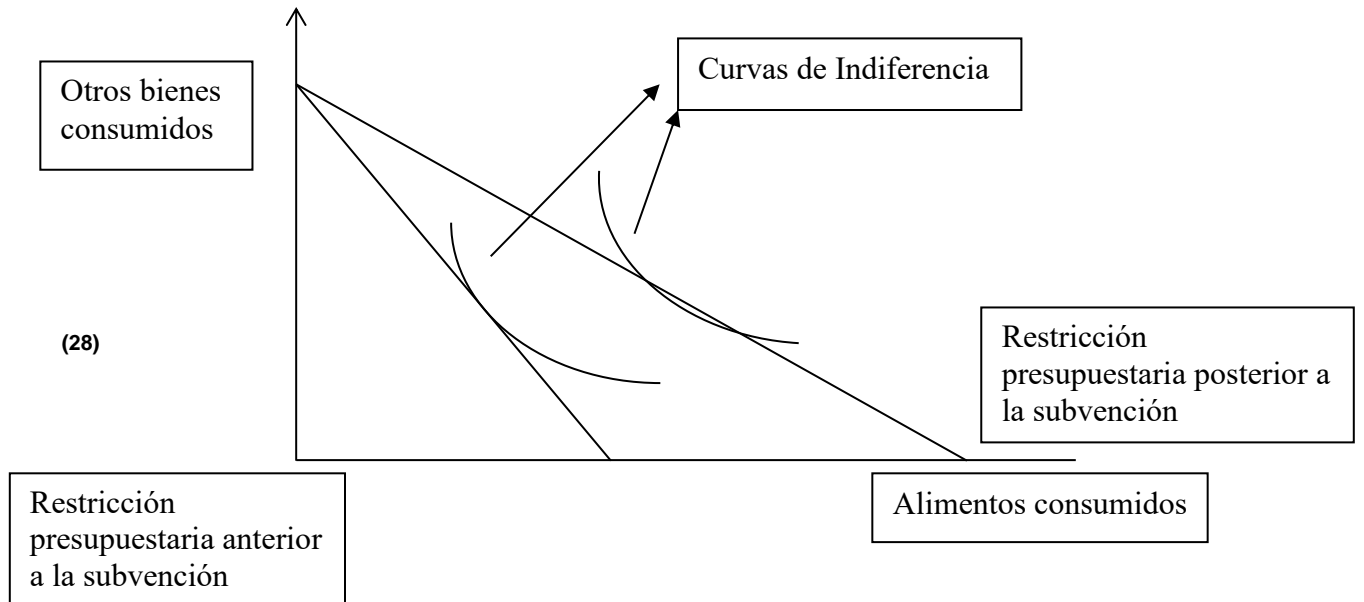 Curvas de Indiferencia
Otros bienes
consumidos
(28)
Restricción
presupuestaria posterior a
la subvención
Restricción
presupuestaria anterior
a la subvención
Alimentos consumidos